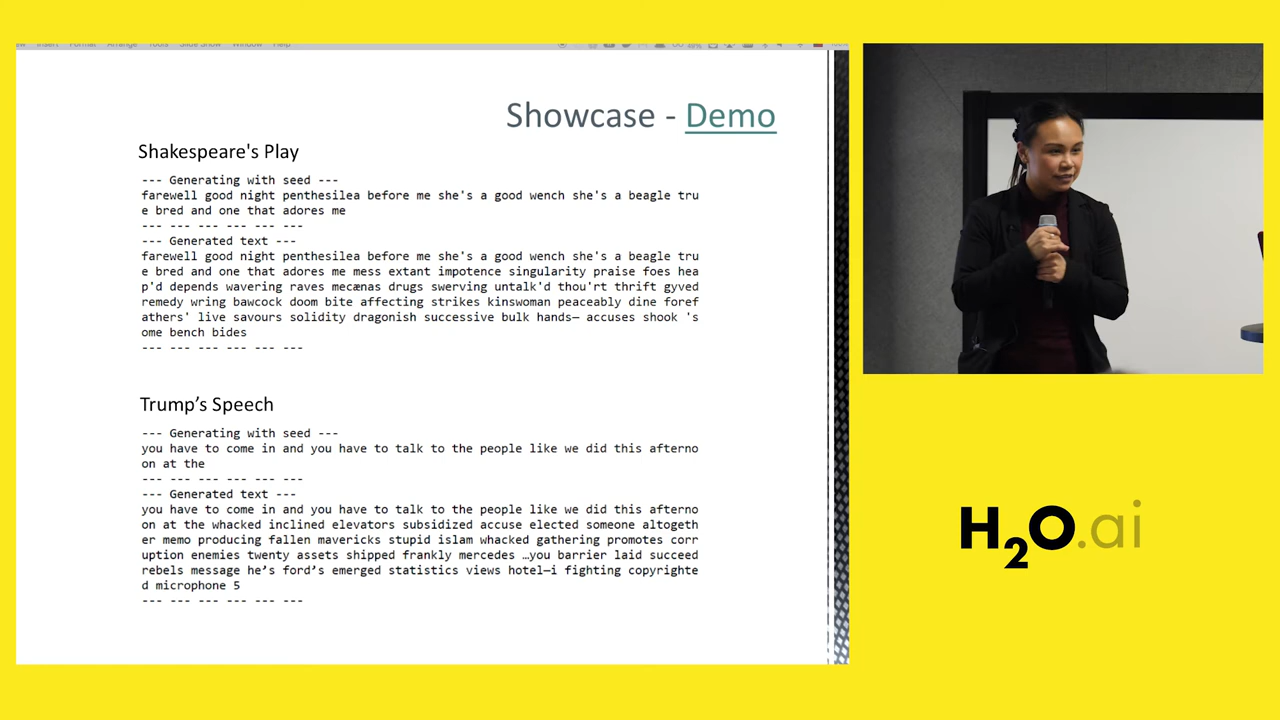 Insert Format Arrange Tools Slide Show Window Help
Showcase - Demo
Shakespeare's Play
--- Generating with seed ---
farewell good night penthesilea before me she's a good wench she's a beagle tru
e bred and one that adores me
--- --- --- --- ---
--- Generated text ---
farewell good night penthesilea before me she's a good wench she's a beagle tru
e bred and one that adores me mess extant impotence singularity praise foes hea
p'd depends wavering raves mecænas drugs swerving untalk'd thou'rt thrift gyved
remedy wring bawcock doom bite affecting strikes kinswoman peaceably dine foref
athers' live savours solidity dragonish successive bulk hands— accuses shook 's
ome bench bides
--- --- --- --- ---
Trump’s Speech
--- Generating with seed ---
you have to come in and you have to talk to the people like we did this afterno
on at the
--- --- --- --- ---
--- Generated text ---
you have to come in and you have to talk to the people like we did this afterno
on at the whacked inclined elevators subsidized accuse elected someone altogeth
er memo producing fallen mavericks stupid islam whacked gathering promotes corr
uption enemies twenty assets shipped frankly mercedes …you barrier laid succeed
rebels message he’s ford’s emerged statistics views hotel—i fighting copyrighte
d microphone 5
--- --- --- --- ---
H2O.ai